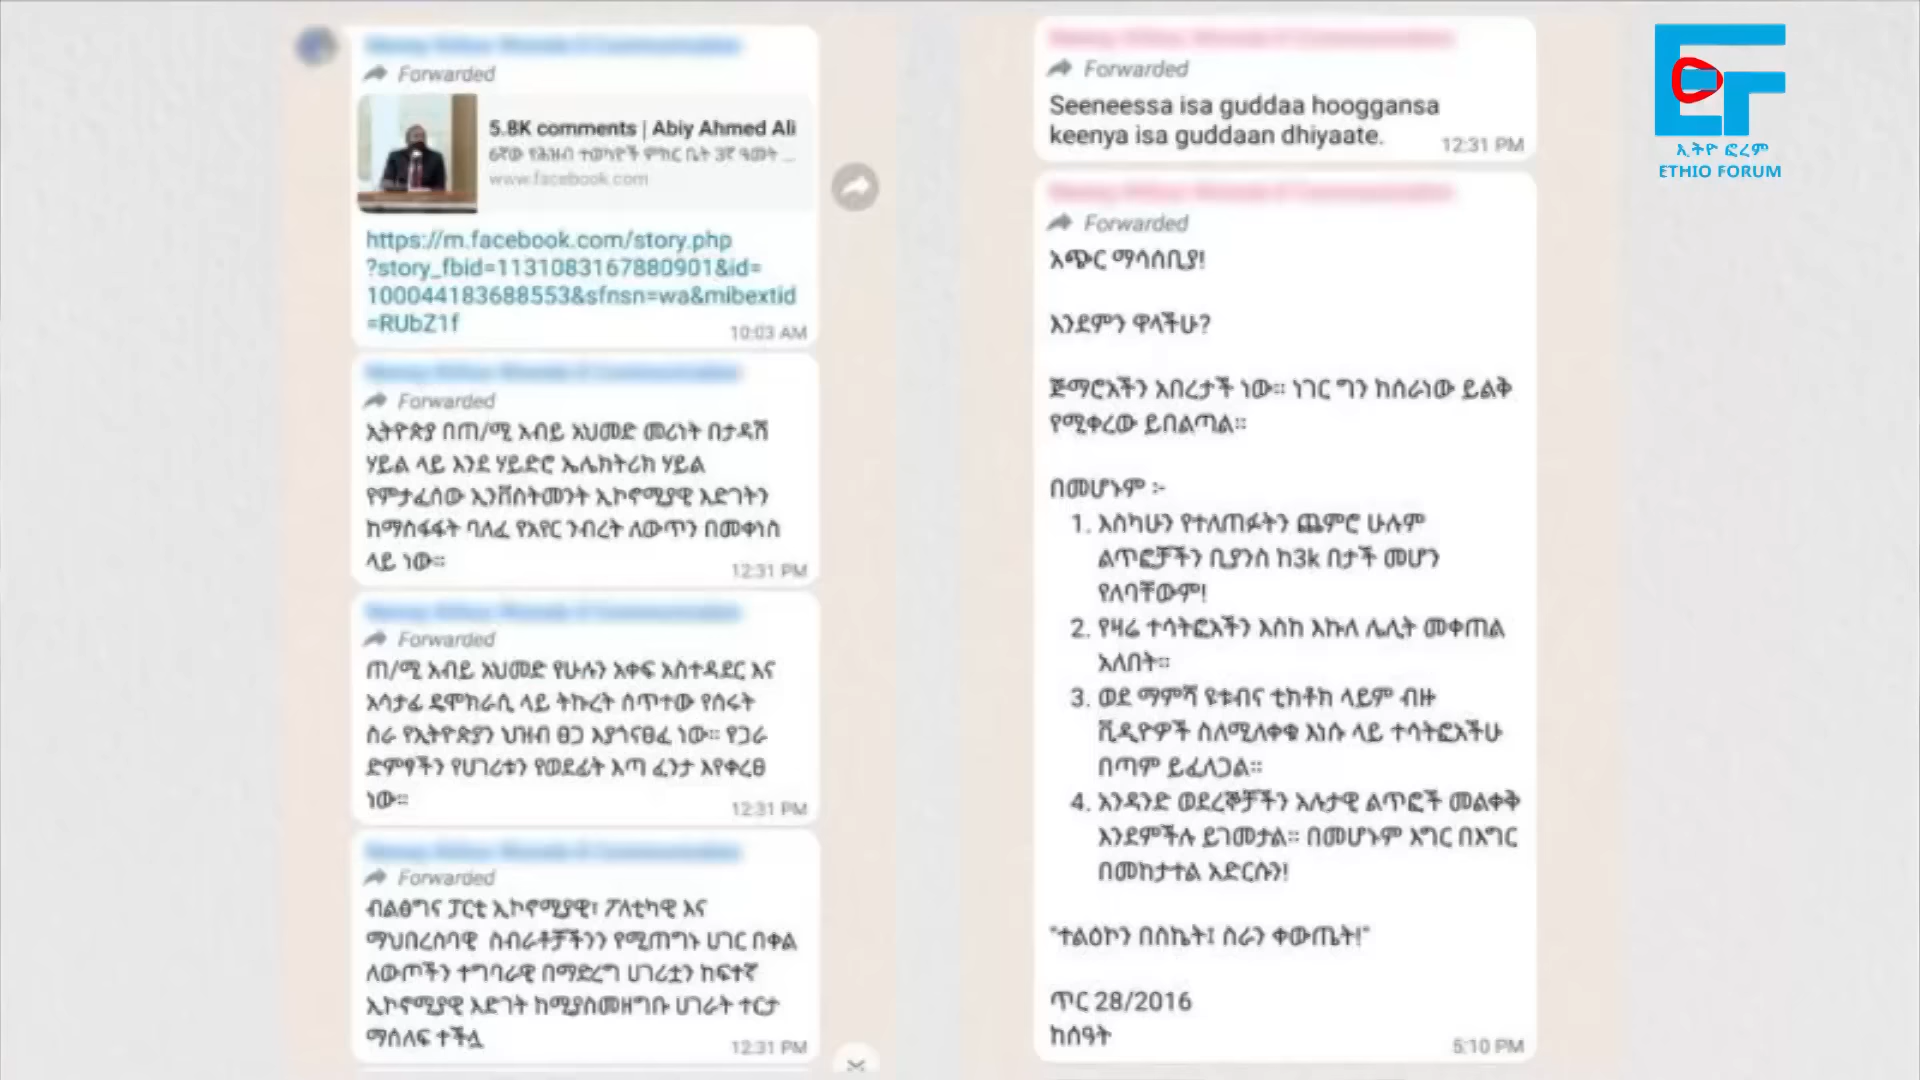 Forwarded
5.8K comments | Abiy Ahmed Ali
6ኛው የሕዝብ ተወካዮች ምክር ቤት 3ኛ ዓመት ...
www.facebook.com
https://m.facebook.com/story.php
?story_fbid=1131083167880901&id=
100044183688553&sfnsn=wa&mibextid
=RUbZ1f
10:03 AM
Forwarded
ኢትዮጵያ በጠ/ሚ አብይ አህመድ መሪነት በታዳሽ
ሃይል ላይ እንደ ሃይድሮ ኤሌክትሪክ ሃይል
የምታፈሰው ኢንቨስትመንት ኢኮኖሚያዊ እድገትን
ከማስፋፋት ባለፈ የአየር ንብረት ለውጥን በመቀነስ
ላይ ነው።
12:31 PM
Forwarded
ጠ/ሚ አብይ አህመድ የሁሉን አቀፍ አስተዳደር እና
አሳታፊ ዴሞክራሲ ላይ ትኩረት ሰጥተው የሰሩት
ስራ የኢትዮጵያን ህዝብ ፀጋ እያጎናፀፈ ነው። የጋራ
ድምፃችን የሀገሪቱን የወደፊት እጣ ፈንታ እየቀረፀ
ነው።
12:31 PM
Forwarded
ብልፅግና ፓርቲ ኢኮኖሚያዊ፣ ፖለቲካዊ እና
ማህበረሰባዊ ስብራቶቻችንን የሚጠግኑ ሀገር በቀል
ለውጦችን ተግባራዊ በማድረግ ሀገሪቷን ከፍተኛ
ኢኮኖሚያዊ እድገት ከሚያስመዘግቡ ሀገራት ተርታ
ማሰለፍ ተችሏ
12:31 PM
Forwarded
Seeneessa isa guddaa hooggansa
keenya isa guddaan dhiyaate.
12:31 PM
Forwarded
አጭር ማሳሰቢያ!
እንደምን ዋላችሁ?
ጅማሮአችን አበረታች ነው። ነገር ግን ከሰራነው ይልቅ
የሚቀረው ይበልጣል።
በመሆኑም ፦
1. እስካሁን የተለጠፉትን ጨምሮ ሁሉም
ልጥፎቻችን ቢያንስ ከ3k በታች መሆን
የለባቸውም!
2. የዛሬ ተሳትፎአችን እስከ እኩለ ሌሊት መቀጠል
አለበት።
3. ወደ ማምሻ ዩቱብና ቲክቶክ ላይም ብዙ
ቪዲዮዎች ስለሚለቀቁ እነሱ ላይ ተሳትፎአችሁ
በጣም ይፈለጋል።
4. አንዳንድ ወደረኞቻችን አሉታዊ ልጥፎች መልቀቅ
እንደምችሉ ይገመታል። በመሆኑም እግር በእግር
በመከታተል አድርሱን!
"ተልዕኮን በስኬት፤ ስራን ቀውጤት!"
ጥር 28/2016
ከሰዓት
5:10 PM
ኢትዮ ፎረም
ETHIO FORUM